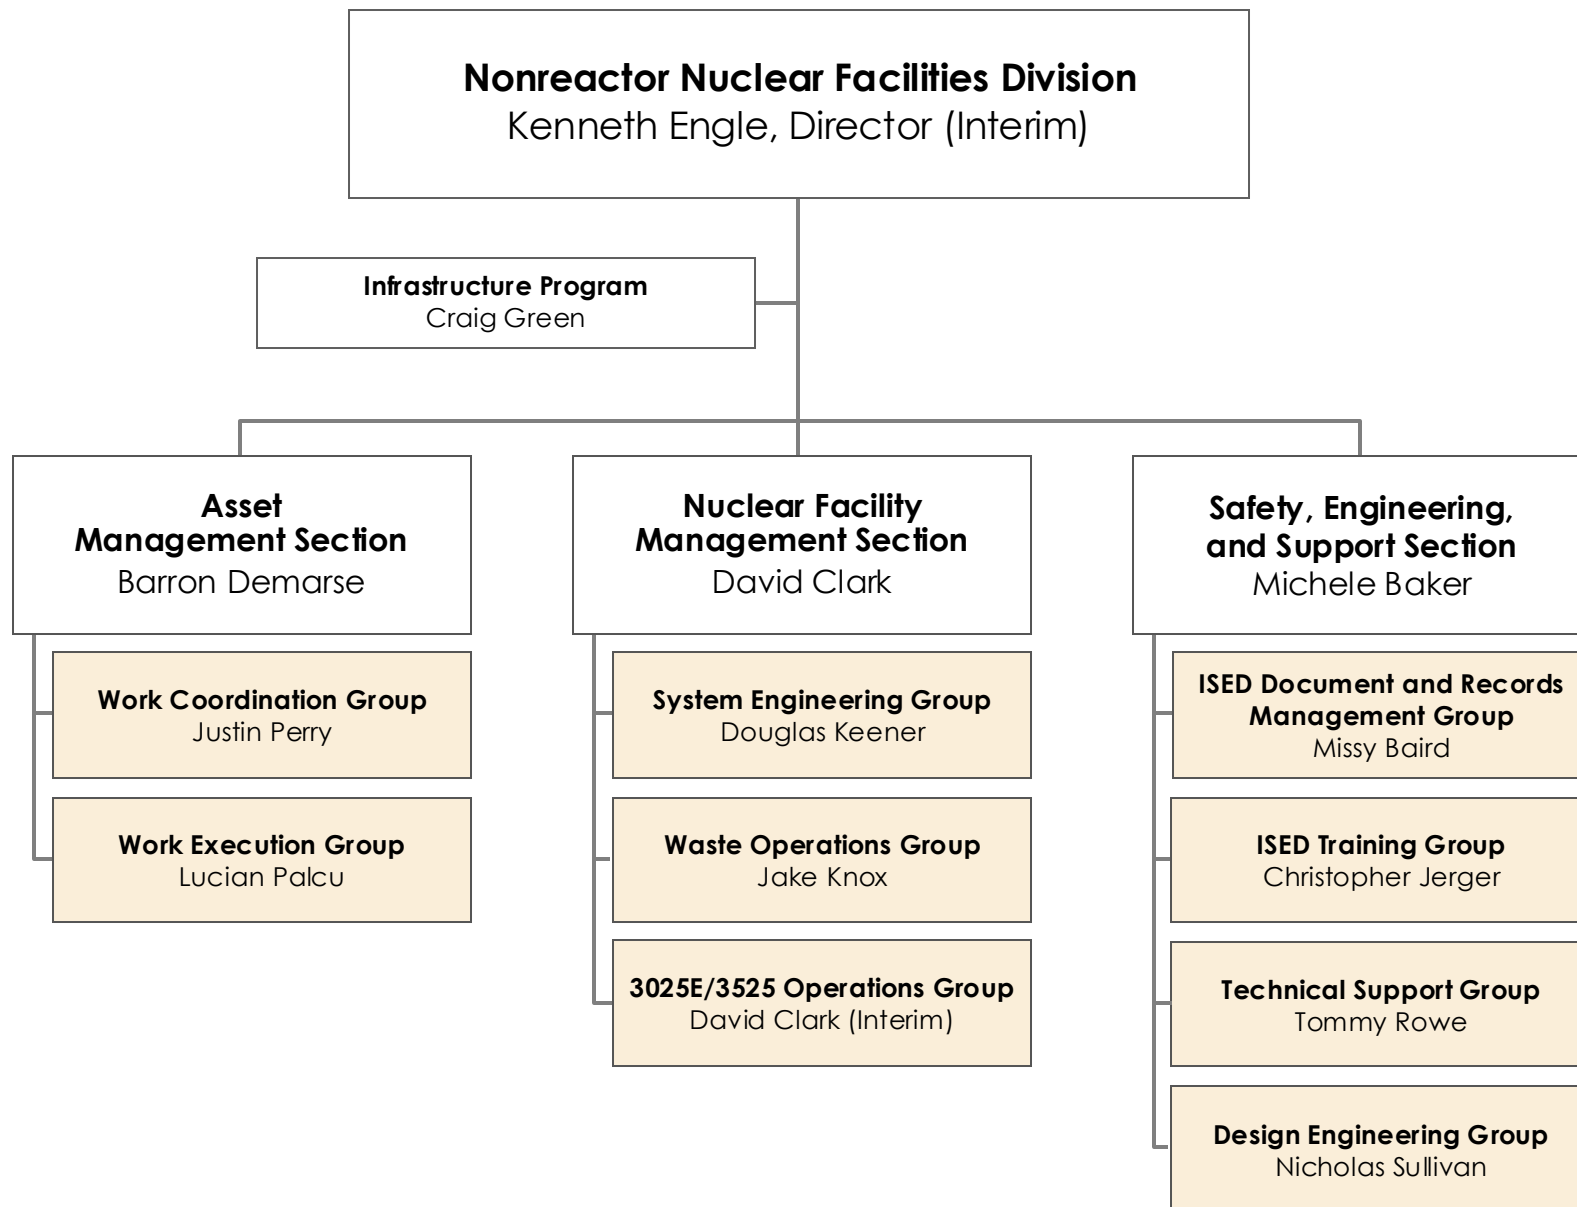 Nonreactor Nuclear Facilities Division
Kenneth Engle, Director (Interim)
Infrastructure Program
Craig Green
Asset
Management Section
Barron Demarse
Work Coordination Group
Justin Perry
Work Execution Group
Lucian Palcu
Nuclear Facility
Management Section
David Clark
System Engineering Group
Douglas Keener
Waste Operations Group
Jake Knox
3025E/3525 Operations Group
David Clark (Interim)
Safety, Engineering,
and Support Section
Michele Baker
ISED Document and Records
Management Group
Missy Baird
ISED Training Group
Christopher Jerger
Technical Support Group
Tommy Rowe
Design Engineering Group
Nicholas Sullivan